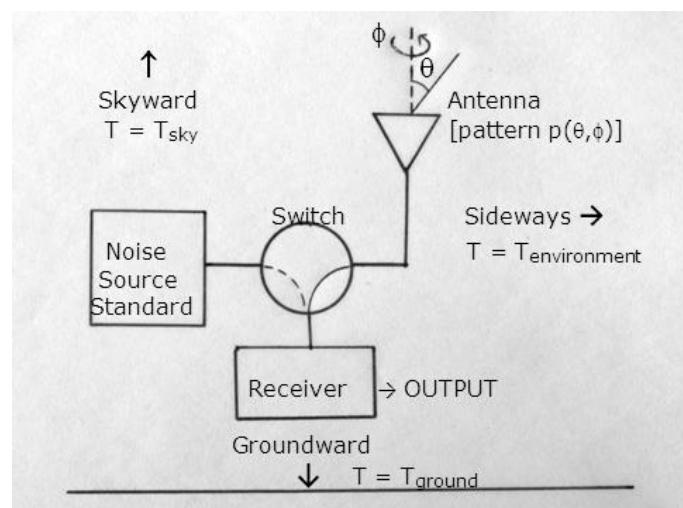 ϕ
θ
↑
Skyward
T = Tsky
Antenna
[pattern p(θ,ϕ)]
Switch
Sideways →
T = Tenvironment
Noise
Source
Standard
Receiver → OUTPUT
Groundward
↓ T = Tground